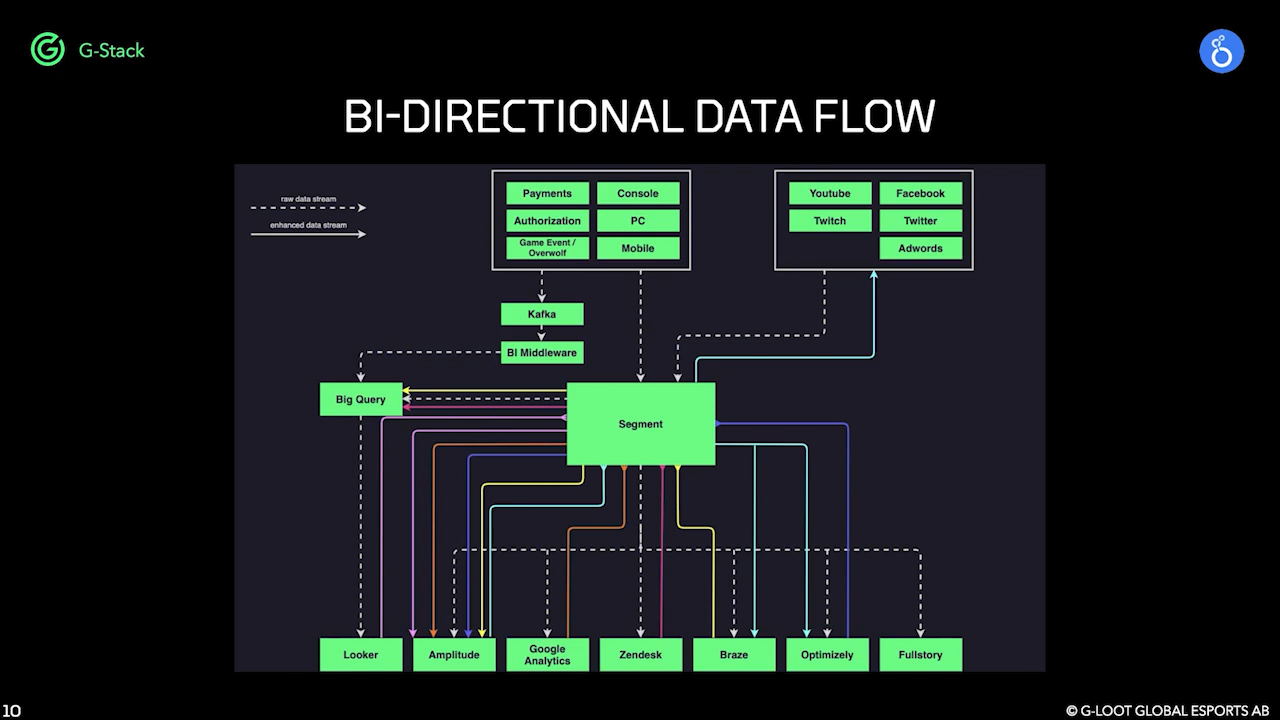 G-Stack
BI-DIRECTIONAL DATA FLOW
raw data stream
enhanced data stream
Payments
Console
Authorization
PC
Game Event /
Overwolf
Mobile
Youtube
Facebook
Twitch
Twitter
Adwords
Kafka
BI Middleware
Big Query
Segment
Looker
Amplitude
Google
Analytics
Zendesk
Braze
Optimizely
Fullstory
10
© G-LOOT GLOBAL ESPORTS AB